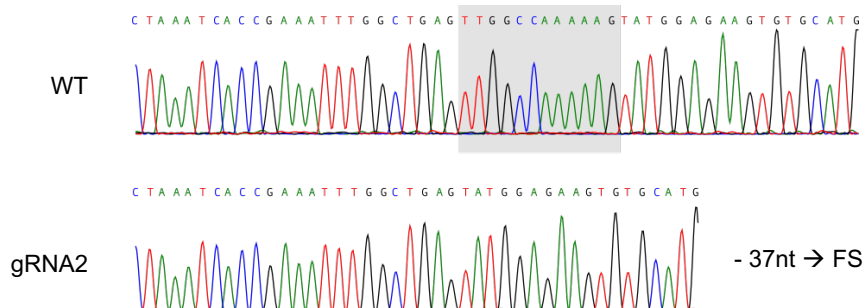 C T A A A T C A C C G A A A T T T G G C T G A G T T G G C C A A A A A G T A T G G A G A A G T G T G C A T G
WT
C T A A A T C A C C G A A A T T T G G C T G A G T A T G G A G A A G T G T G C A T G
gRNA2
- 37nt → FS